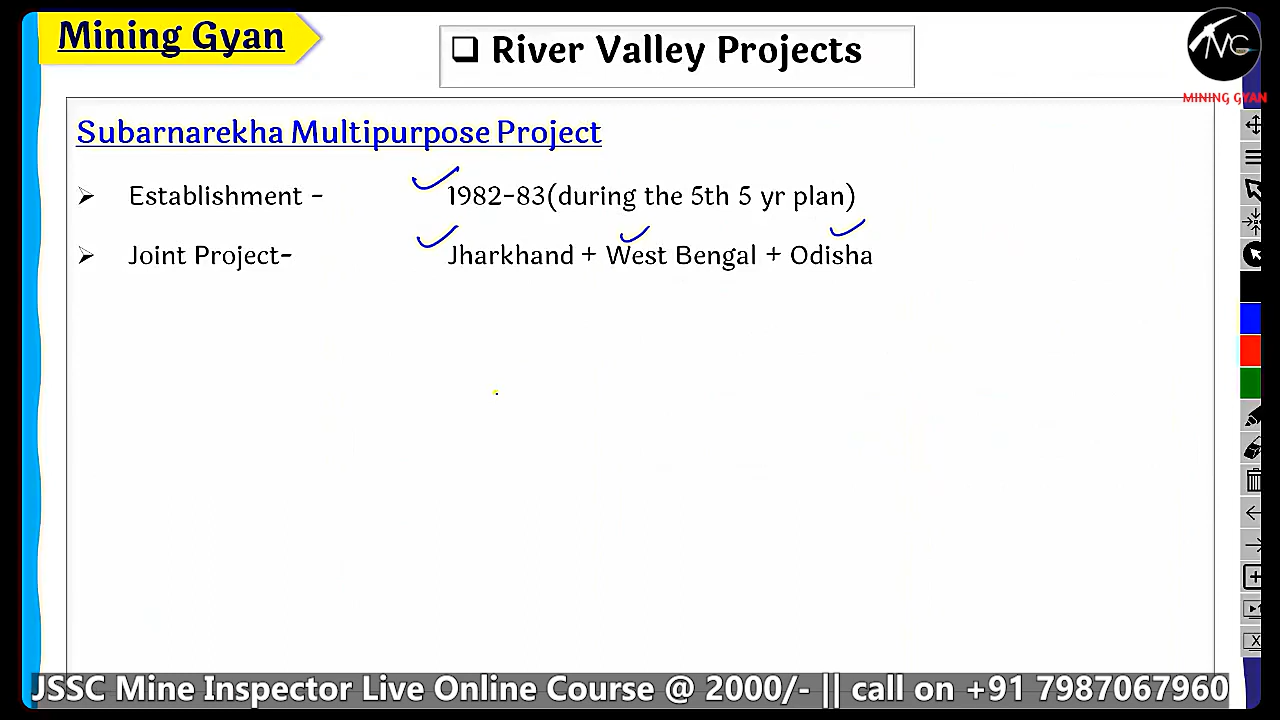 Mining Gyan
❑ River Valley Projects
MG
MINING GYAN
Subarnarekha Multipurpose Project
➢ Establishment - 1982-83(during the 5th 5 yr plan)
➢ Joint Project- Jharkhand + West Bengal + Odisha
JSSC Mine Inspector Live Online Course @ 2000/- || call on +91 7987067960